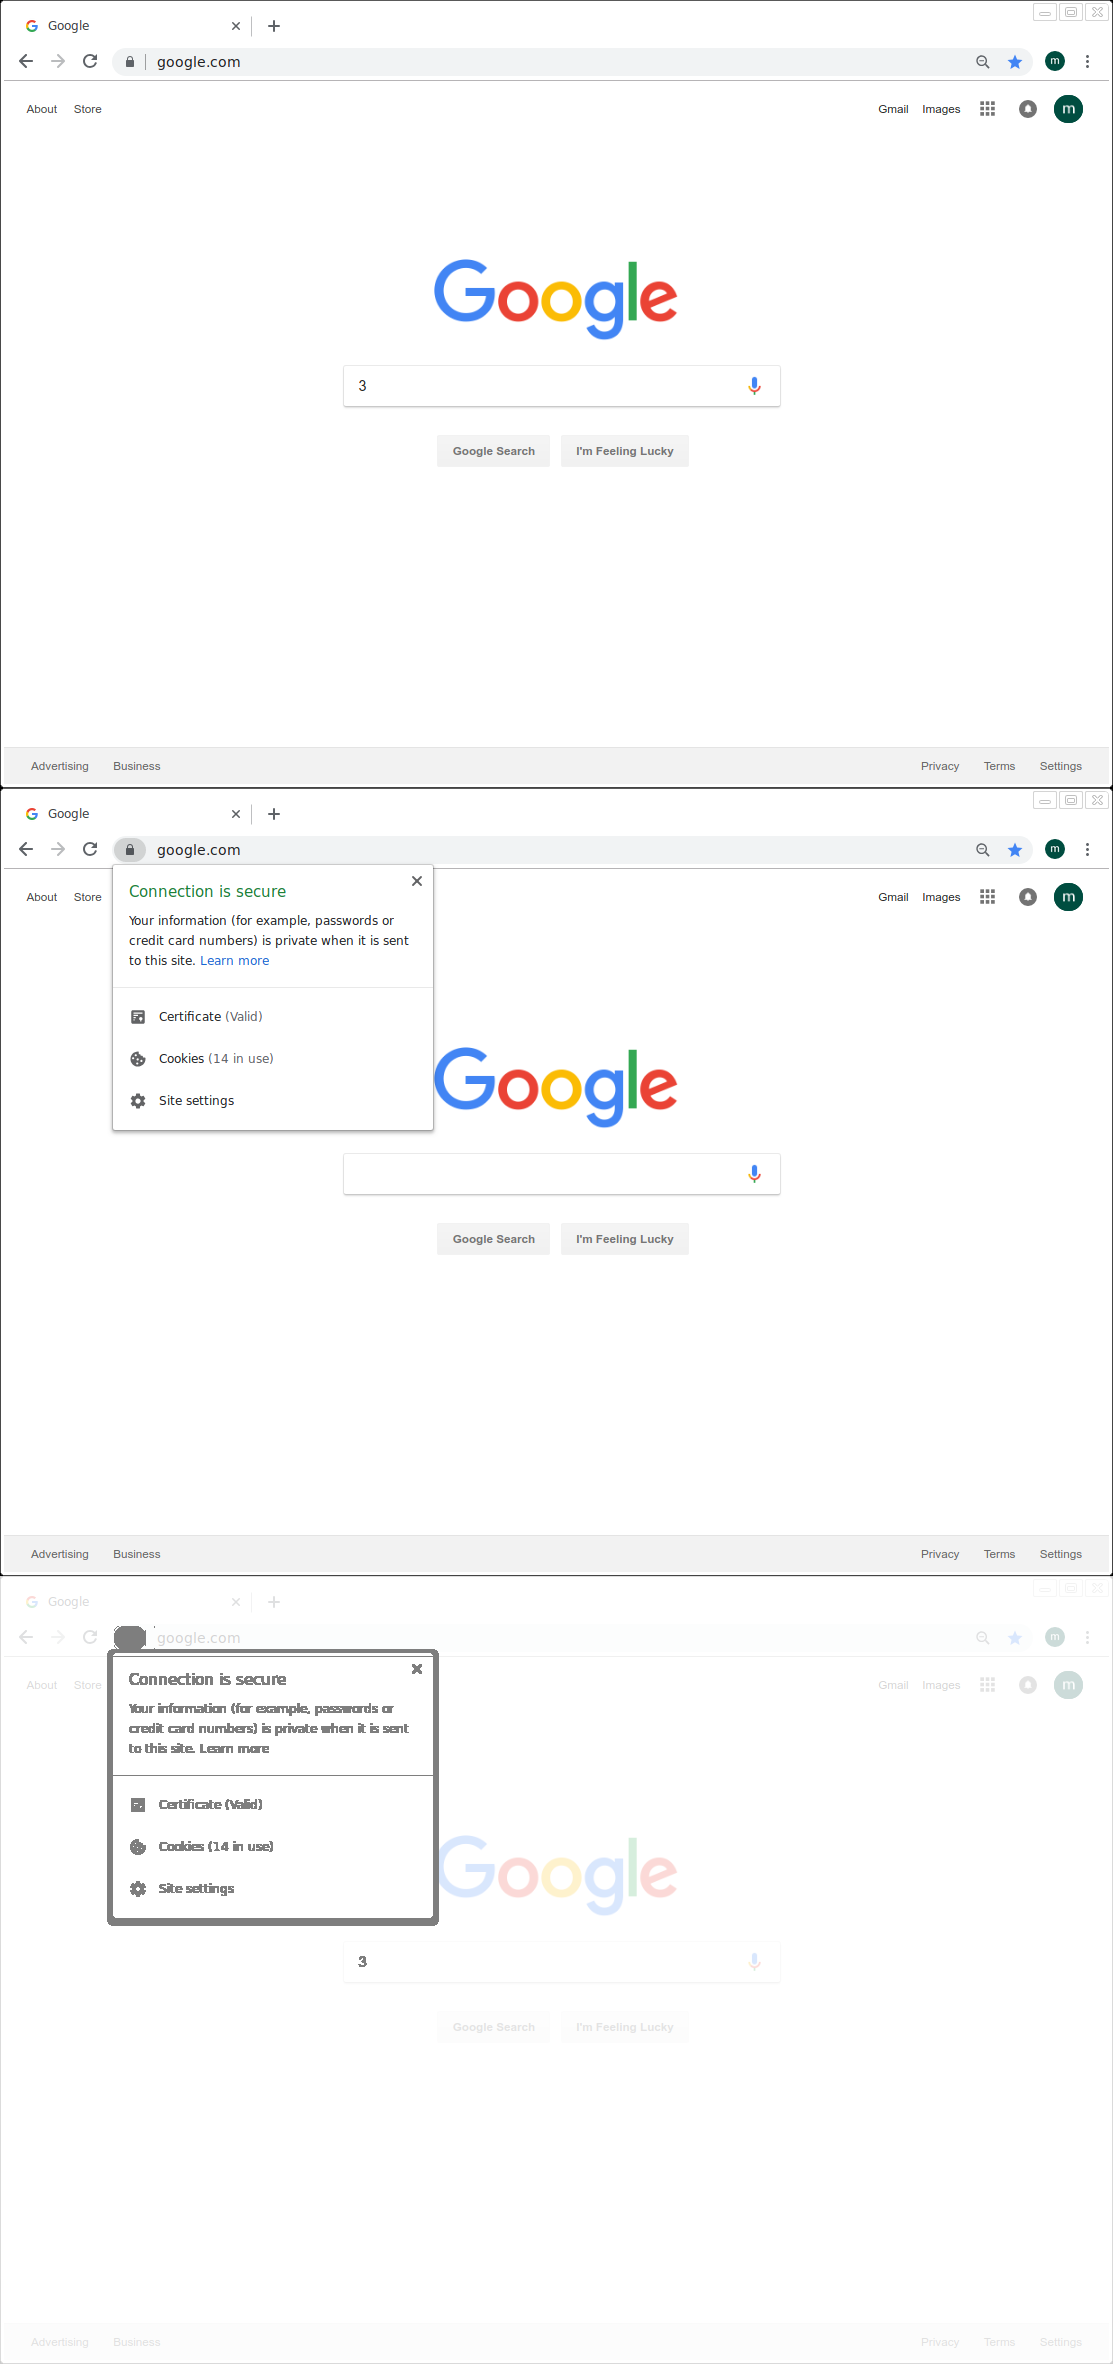 Google
google.com
m
About Store Gmail Images m
Google
3
Google Search I'm Feeling Lucky
Advertising Business Privacy Terms Settings
Google
google.com
m
About Store Gmail Images m
Connection is secure
Your information (for example, passwords or
credit card numbers) is private when it is sent
to this site. Learn more
Certificate (Valid)
Cookies (14 in use)
Site settings
Google
Google Search I'm Feeling Lucky
Advertising Business Privacy Terms Settings
Google
google.com
m
About Store Gmail Images m
Connection is secure
Your information (for example, passwords or
credit card numbers) is private when it is sent
to this site. Learn more
Certificate (Valid)
Cookies (14 in use)
Site settings
Google
3
Google Search I'm Feeling Lucky
Advertising Business Privacy Terms Settings